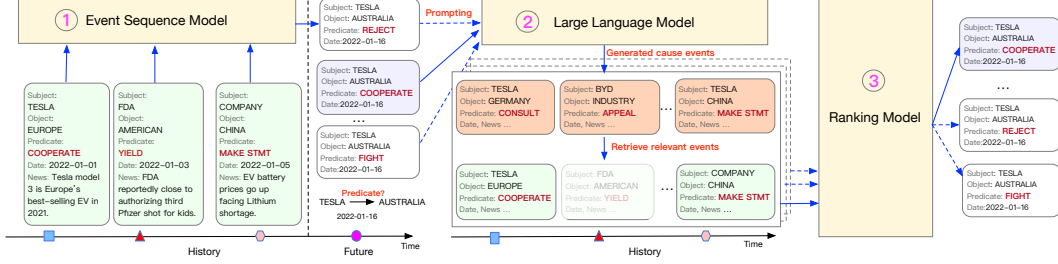 1 Event Sequence Model
Subject:
TESLA
Object:
EUROPE
Predicate:
COOPERATE
Date: 2022-01-01
News: Tesla model
3 is Europe's
best-selling EV in
2021.
Subject:
FDA
Object:
AMERICAN
Predicate:
YIELD
Date: 2022-01-03
News: FDA
reportedly close to
authorizing third
Pfizer shot for kids.
Subject:
COMPANY
Object:
CHINA
Predicate:
MAKE STMT
Date: 2022-01-05
News: EV battery
prices go up
facing Lithium
shortage.
History
Subject: TESLA
Object: AUSTRALIA
Predicate: REJECT
Date:2022-01-16
Subject: TESLA
Object: AUSTRALIA
Predicate: COOPERATE
Date:2022-01-16
...
Subject: TESLA
Object: AUSTRALIA
Predicate: FIGHT
Date:2022-01-16
Predicate?
TESLA AUSTRALIA
2022-01-16
Future
Time
Prompting
2 Large Language Model
Generated cause events
Subject: TESLA
Object: GERMANY
Predicate: CONSULT
Date, News ...
Subject: BYD
Object: INDUSTRY
Predicate: APPEAL
Date, News ...
...
Subject: TESLA
Object: CHINA
Predicate: MAKE STMT
Date, News ...
Retrieve relevant events
Subject: TESLA
Object: EUROPE
Predicate: COOPERATE
Date, News ...
Subject: FDA
Object: AMERICAN
Predicate: YIELD
Date, News ...
...
Subject: COMPANY
Object: CHINA
Predicate: MAKE STMT
Date, News ...
History
Time
3
Ranking Model
Subject: TESLA
Object: AUSTRALIA
Predicate: COOPERATE
Date:2022-01-16
...
Subject: TESLA
Object: AUSTRALIA
Predicate: REJECT
Date:2022-01-16
Subject: TESLA
Object: AUSTRALIA
Predicate: FIGHT
Date:2022-01-16